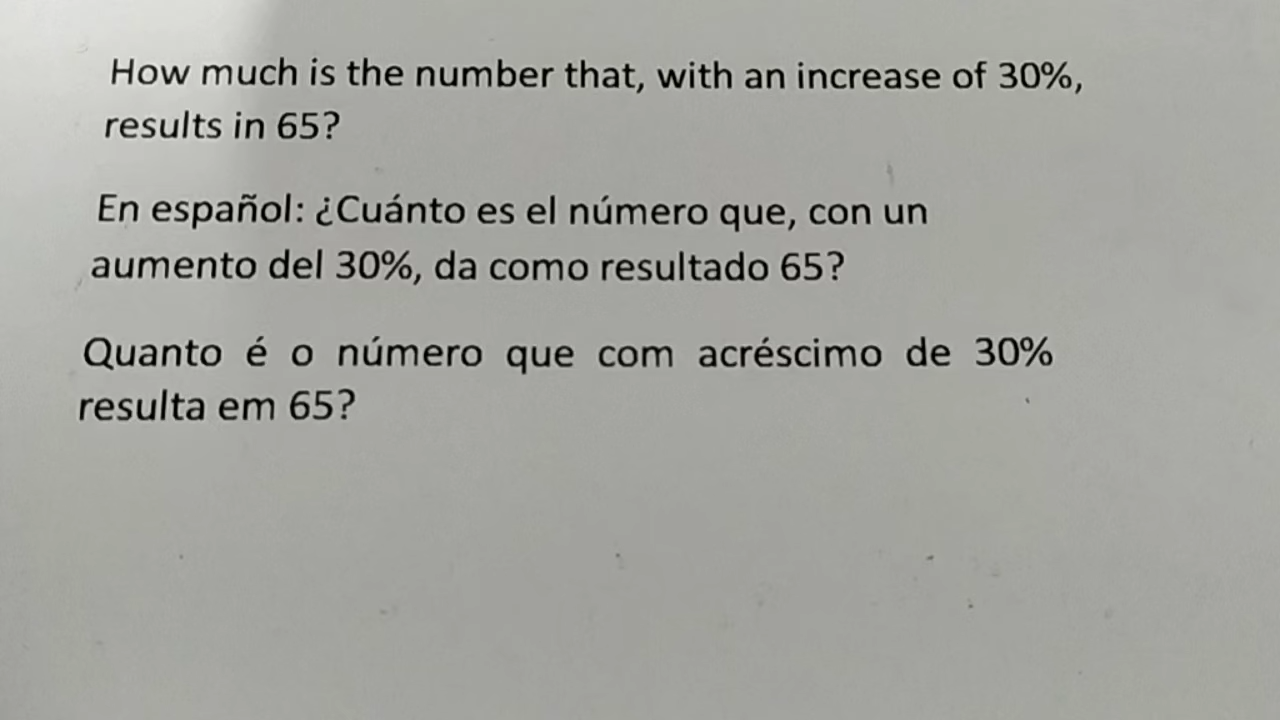 How much is the number that, with an increase of 30%,
results in 65?
En español: ¿Cuánto es el número que, con un
aumento del 30%, da como resultado 65?
Quanto é o número que com acréscimo de 30%
resulta em 65?